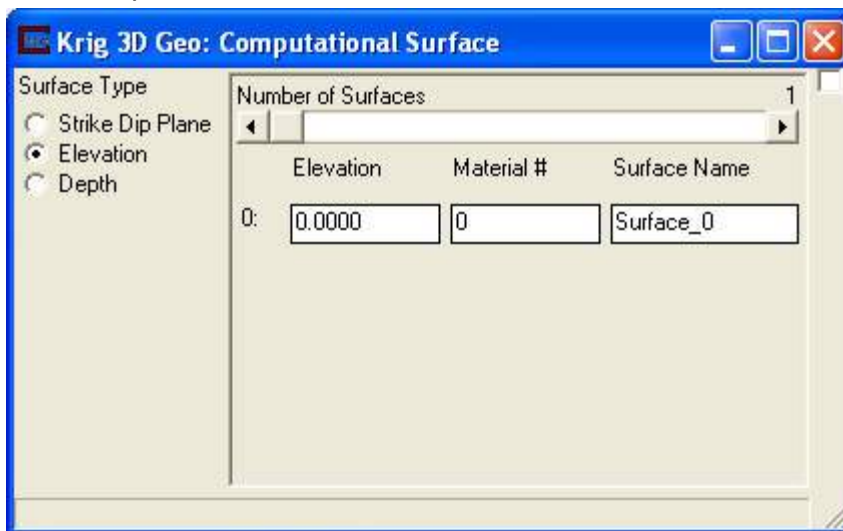 Krig 3D Geo: Computational Surface
Surface Type
Strike Dip Plane
Elevation
Depth
Number of Surfaces 1
Elevation Material # Surface Name
0: 0.0000 0 Surface_0